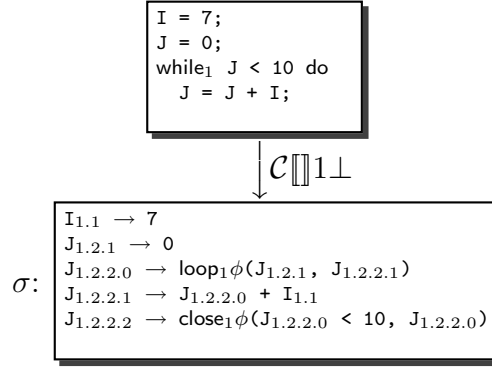 I = 7;
J = 0;
while₁ J < 10 do
J = J + I;
𝒞⟦⟧1⊥
σ:
I₁.₁ → 7
J₁.₂.₁ → 0
J₁.₂.₂.₀ → loop₁ϕ(J₁.₂.₁, J₁.₂.₂.₁)
J₁.₂.₂.₁ → J₁.₂.₂.₀ + I₁.₁
J₁.₂.₂.₂ → close₁ϕ(J₁.₂.₂.₀ < 10, J₁.₂.₂.₀)